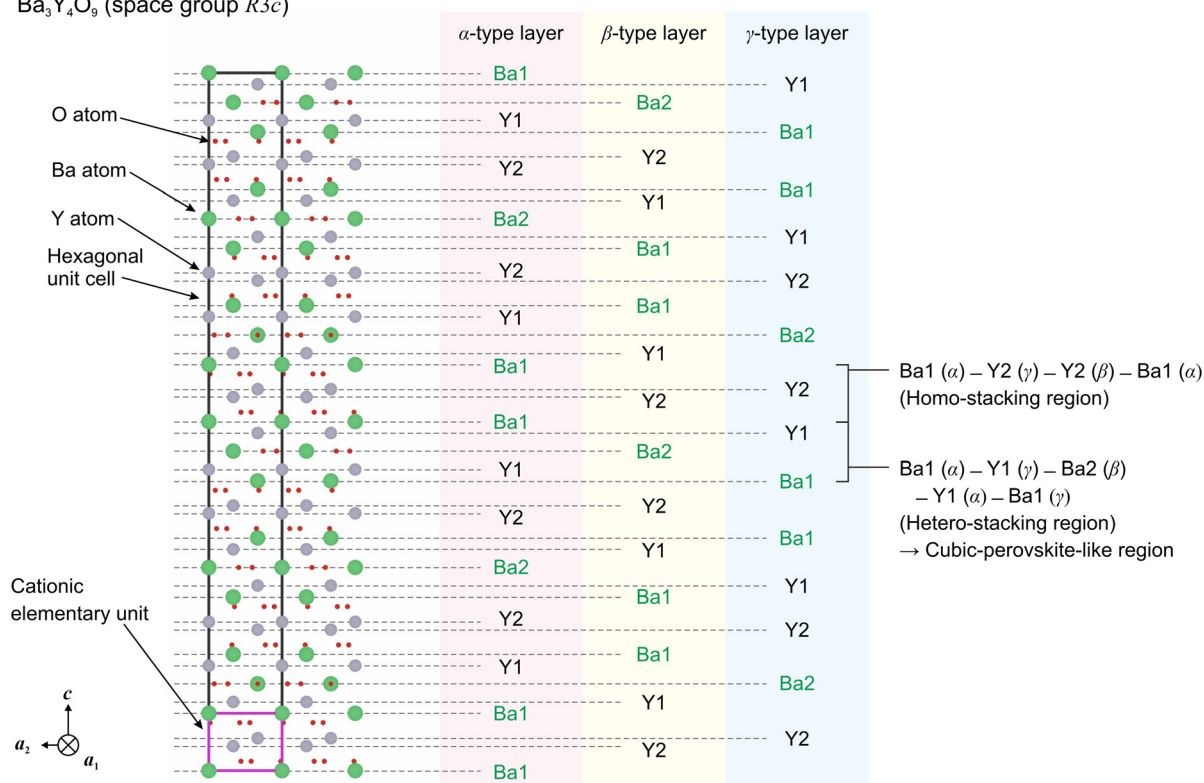 Ba₃Y₄O₉ (space group R3c)
α-type layer β-type layer γ-type layer
Ba1
Y1
Ba2
O atom
Y1
Ba1
Y2
Ba atom
Y2
Ba1
Y1
Y atom
Ba2
Y1
Ba1
Hexagonal
unit cell
Y2
Y2
Ba1
Y1
Ba2
Y1
Ba1
Ba1 (α) – Y2 (γ) – Y2 (β) – Ba1 (α)
(Homo-stacking region)
Y2
Y2
Ba1
Y1
Ba2
Y1
Ba1
Ba1 (α) – Y1 (γ) – Ba2 (β)
– Y1 (α) – Ba1 (γ)
(Hetero-stacking region)
→ Cubic-perovskite-like region
Y2
Y2
Ba1
Y1
Ba2
Y1
Cationic
elementary unit
Ba1
Y2
Y2
Ba1
Y1
Ba2
Y1
Ba1
Y2
Y2
Ba1
c
a₂
a₁